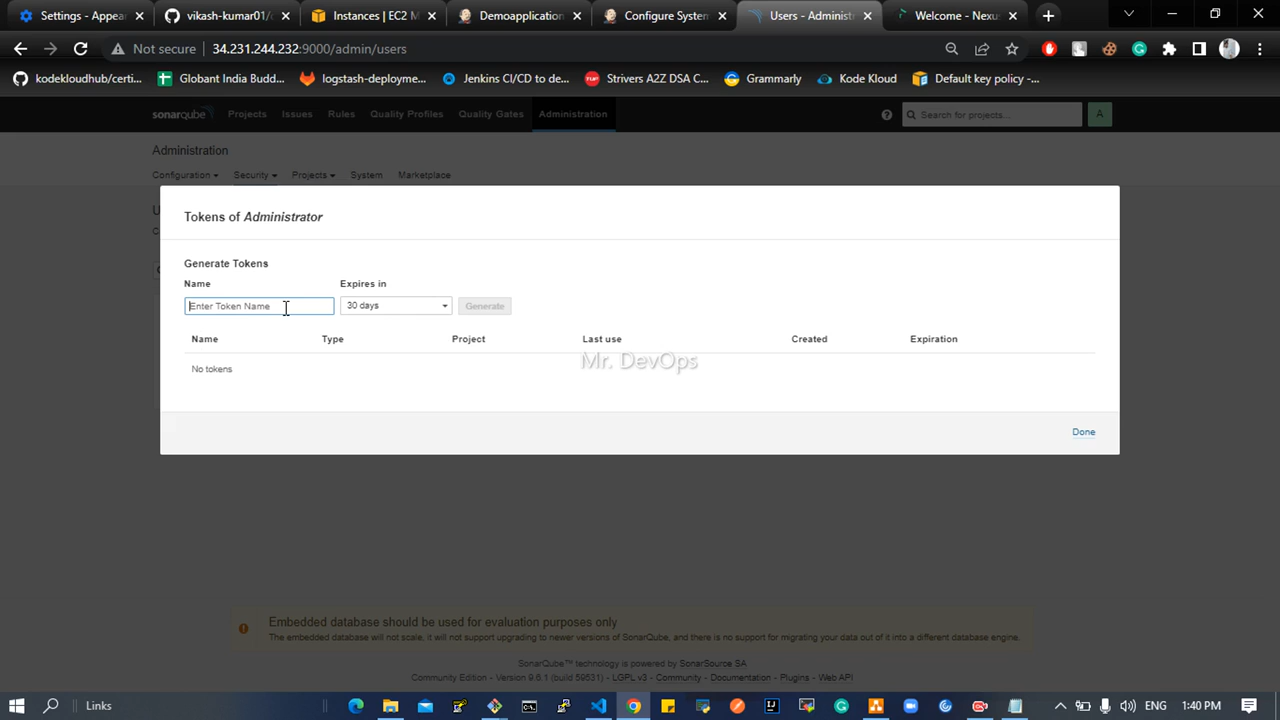 Settings - Appear
vikash-kumar01/
Instances | EC2 M
Demoapplication
Configure System
Users - Administr
Welcome - Nexus
Not secure
34.231.244.232:9000/admin/users
kodekloudhub/certi...
Globant India Budd...
logstash-deployme...
Jenkins CI/CD to de...
Strivers A2Z DSA C...
Grammarly
Kode Kloud
Default key policy -...
sonarqube
Projects
Issues
Rules
Quality Profiles
Quality Gates
Administration
Search for projects...
A
Administration
Configuration
Security
Projects
System
Marketplace
Tokens of Administrator
Generate Tokens
Name
Expires in
Enter Token Name
30 days
Generate
Name
Type
Project
Last use
Created
Expiration
No tokens
Mr. DevOps
Done
Embedded database should be used for evaluation purposes only
The embedded database will not scale, it will not support upgrading to newer versions of SonarQube, and there is no support for migrating your data out of it into a different database engine.
SonarQube™ technology is powered by SonarSource SA
Community Edition - Version 9.6.1 (build 59531) - LGPL v3 - Community - Documentation - Plugins - Web API
Links
ENG
1:40 PM